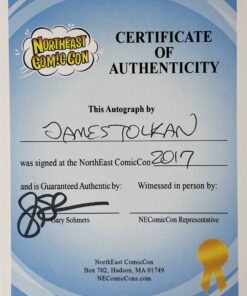 NORTHEAST
COMIC CON
CERTIFICATE
OF
AUTHENTICITY
This Autograph by
JAMES TOLKAN
was signed at the NorthEast ComicCon 2017
and is Guaranteed Authentic by:
Witnessed in person by:
Gary Sohmers
NEComicCon Representative
NorthEast ComicCon
Box 702, Hudson, MA 01749
NEComicCons.com